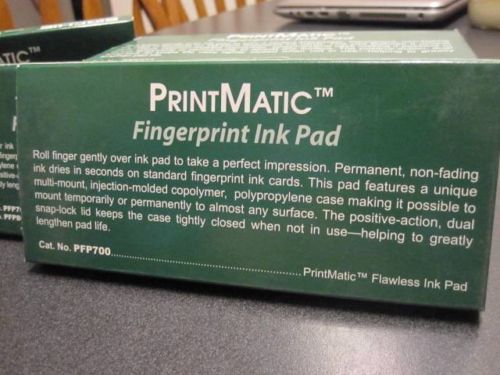 PRINTMATIC™
Fingerprint Ink Pad
Roll finger gently over ink pad to take a perfect impression. Permanent, non-fading
ink dries in seconds on standard fingerprint ink cards. This pad features a unique
multi-mount, injection-molded copolymer, polypropylene case making it possible to
mount temporarily or permanently to almost any surface. The positive-action, dual
snap-lock lid keeps the case tightly closed when not in use—helping to greatly
lengthen pad life.
Cat. No. PFP700..........................................................PrintMatic™ Flawless Ink Pad